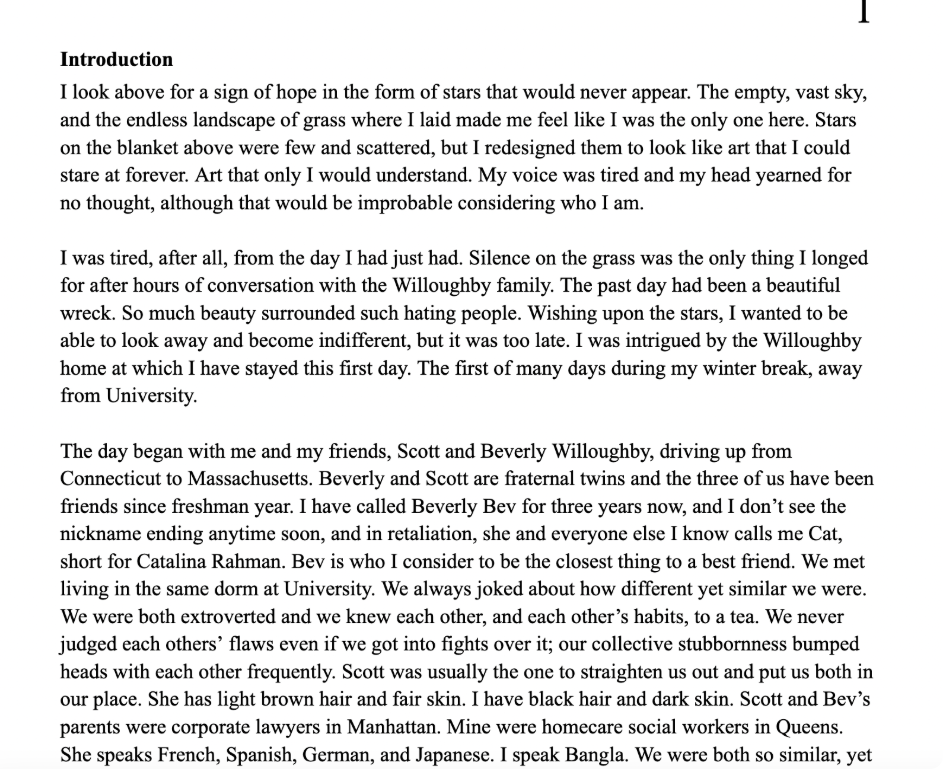 1
Introduction
I look above for a sign of hope in the form of stars that would never appear. The empty, vast sky,
and the endless landscape of grass where I laid made me feel like I was the only one here. Stars
on the blanket above were few and scattered, but I redesigned them to look like art that I could
stare at forever. Art that only I would understand. My voice was tired and my head yearned for
no thought, although that would be improbable considering who I am.
I was tired, after all, from the day I had just had. Silence on the grass was the only thing I longed
for after hours of conversation with the Willoughby family. The past day had been a beautiful
wreck. So much beauty surrounded such hating people. Wishing upon the stars, I wanted to be
able to look away and become indifferent, but it was too late. I was intrigued by the Willoughby
home at which I have stayed this first day. The first of many days during my winter break, away
from University.
The day began with me and my friends, Scott and Beverly Willoughby, driving up from
Connecticut to Massachusetts. Beverly and Scott are fraternal twins and the three of us have been
friends since freshman year. I have called Beverly Bev for three years now, and I don’t see the
nickname ending anytime soon, and in retaliation, she and everyone else I know calls me Cat,
short for Catalina Rahman. Bev is who I consider to be the closest thing to a best friend. We met
living in the same dorm at University. We always joked about how different yet similar we were.
We were both extroverted and we knew each other, and each other’s habits, to a tea. We never
judged each others’ flaws even if we got into fights over it; our collective stubbornness bumped
heads with each other frequently. Scott was usually the one to straighten us out and put us both in
our place. She has light brown hair and fair skin. I have black hair and dark skin. Scott and Bev’s
parents were corporate lawyers in Manhattan. Mine were homecare social workers in Queens.
She speaks French, Spanish, German, and Japanese. I speak Bangla. We were both so similar, yet